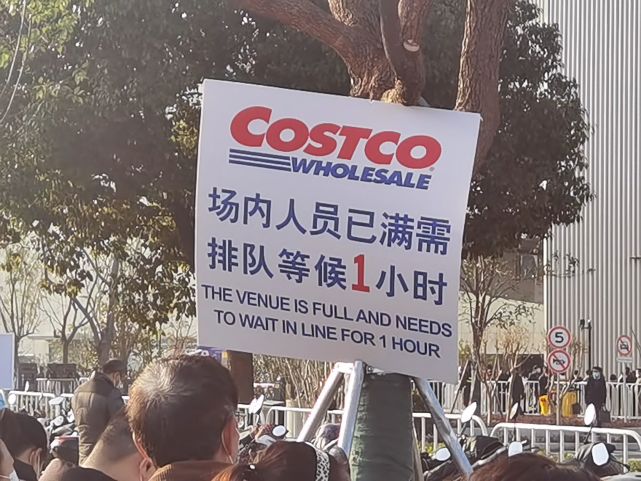 COSTCO
WHOLESALE
场内人员已满需
排队等候1小时
THE VENUE IS FULL AND NEEDS
TO WAIT IN LINE FOR 1 HOUR
5